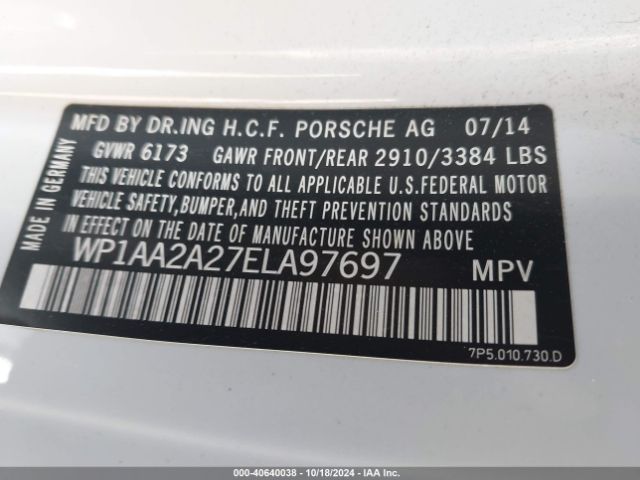 MFD BY DR.ING H.C.F. PORSCHE AG 07/14
GVWR 6173 GAWR FRONT/REAR 2910/3384 LBS
THIS VEHICLE CONFORMS TO ALL APPLICABLE U.S.FEDERAL MOTOR
VEHICLE SAFETY,BUMPER,AND THEFT PREVENTION STANDARDS
IN EFFECT ON THE DATE OF MANUFACTURE SHOWN ABOVE.
WP1AA2A27ELA97697 MPV
7P5.010.730.D
MADE IN GERMANY
000-40640038 - 10/18/2024 - IAA Inc.